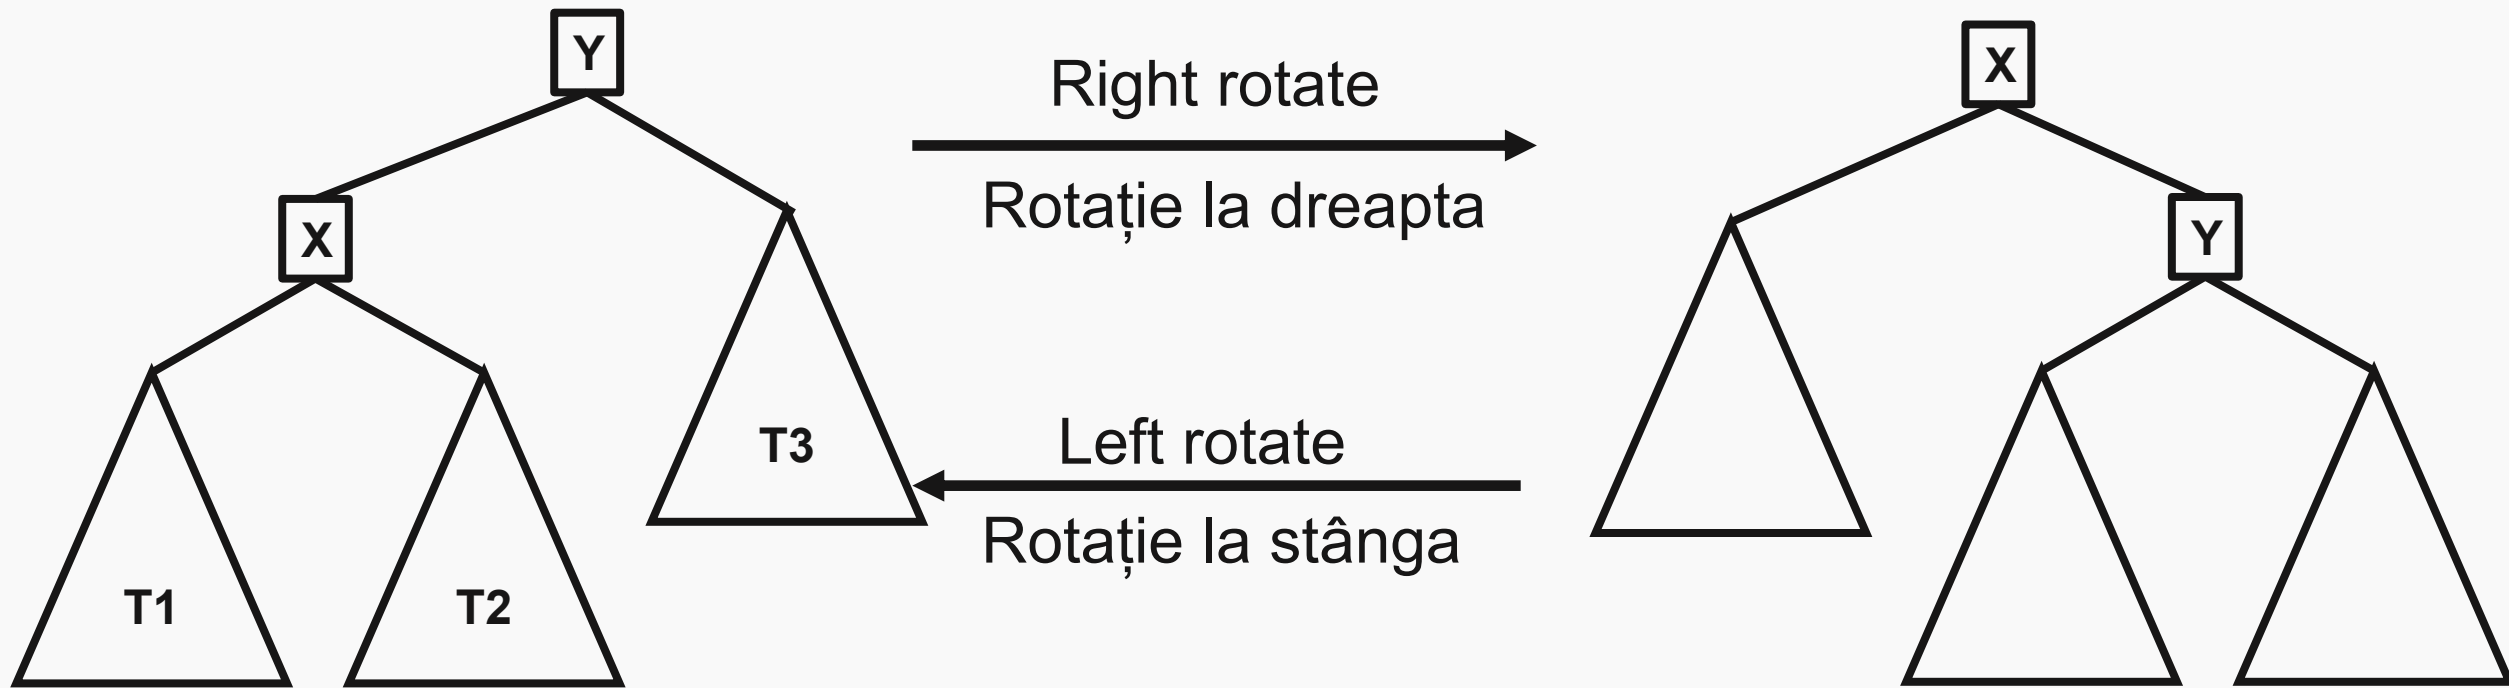 Y
X
T1
T2
T3
Right rotate
Rotație la dreapta
Left rotate
Rotație la stânga
X
Y